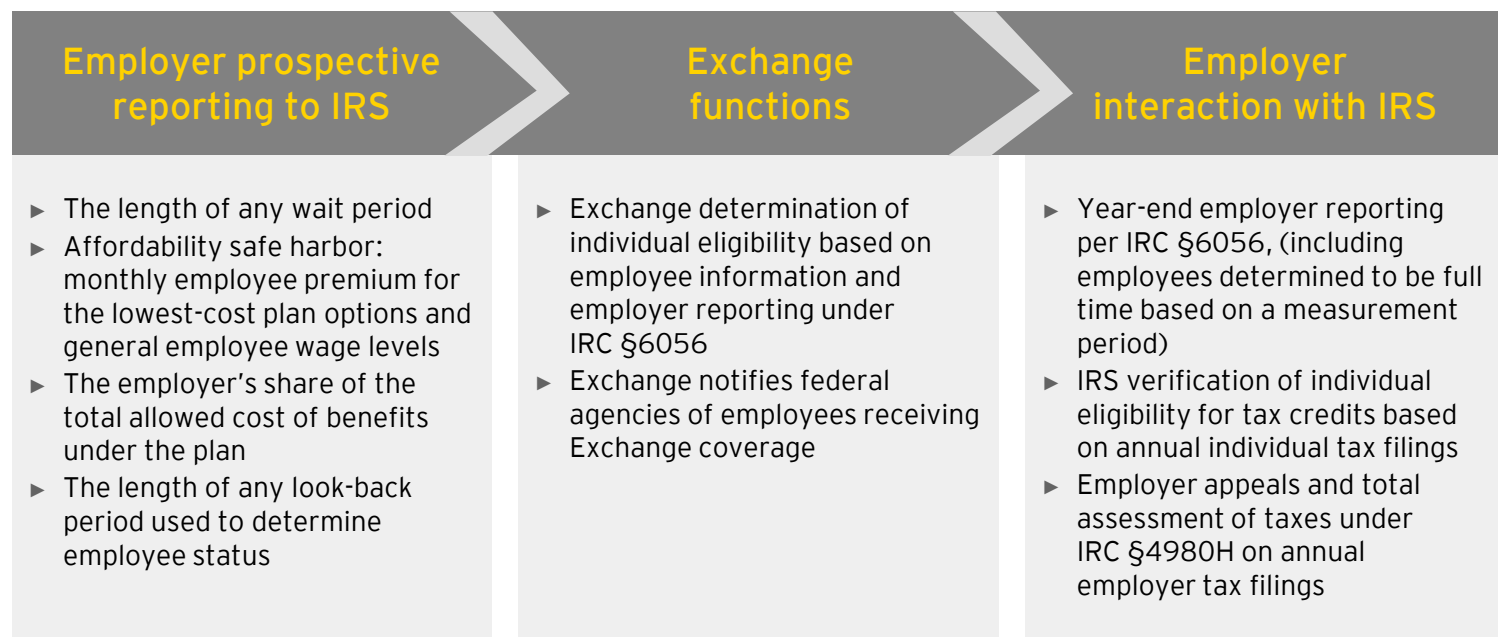 Employer prospective
reporting to IRS
► The length of any wait period
► Affordability safe harbor:
monthly employee premium for
the lowest-cost plan options and
general employee wage levels
► The employer’s share of the
total allowed cost of benefits
under the plan
► The length of any look-back
period used to determine
employee status
Exchange
functions
► Exchange determination of
individual eligibility based on
employee information and
employer reporting under
IRC §6056
► Exchange notifies federal
agencies of employees receiving
Exchange coverage
Employer
interaction with IRS
► Year-end employer reporting
per IRC §6056, (including
employees determined to be full
time based on a measurement
period)
► IRS verification of individual
eligibility for tax credits based
on annual individual tax filings
► Employer appeals and total
assessment of taxes under
IRC §4980H on annual
employer tax filings